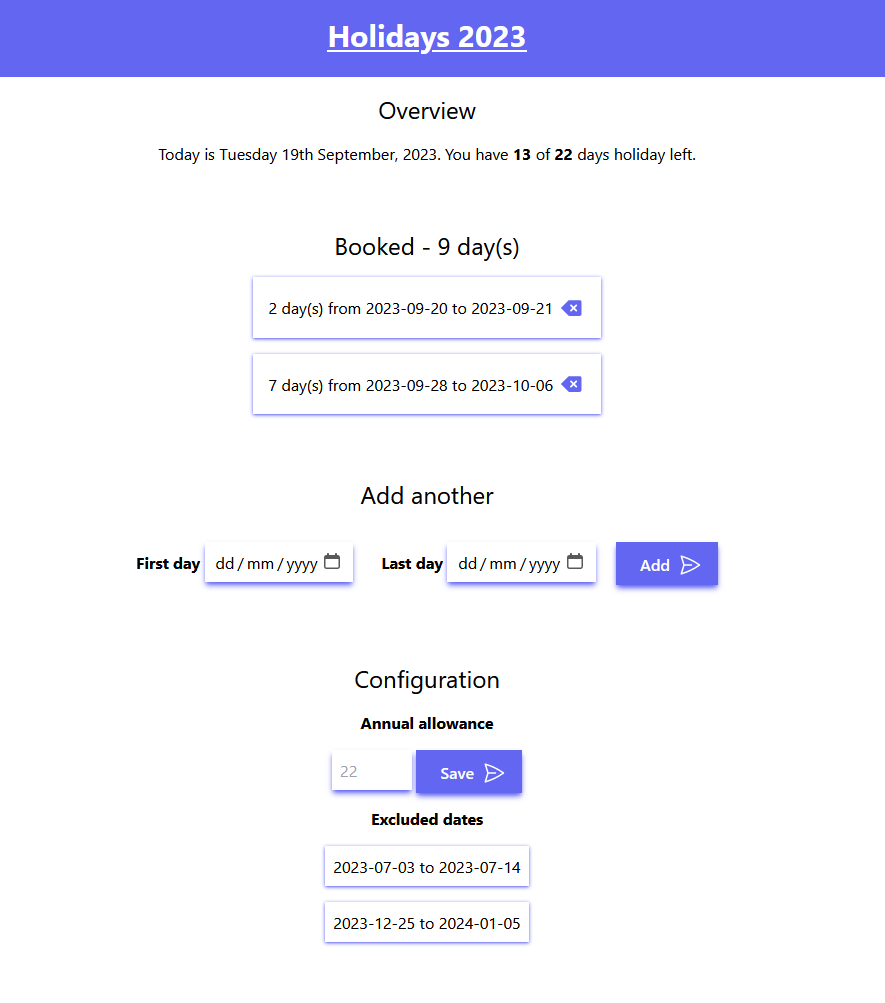 Holidays 2023
Overview
Today is Tuesday 19th September, 2023. You have 13 of 22 days holiday left.
Booked - 9 day(s)
2 day(s) from 2023-09-20 to 2023-09-21
7 day(s) from 2023-09-28 to 2023-10-06
Add another
First day dd/mm/yyyy Last day dd/mm/yyyy Add
Configuration
Annual allowance
22 Save
Excluded dates
2023-07-03 to 2023-07-14
2023-12-25 to 2024-01-05